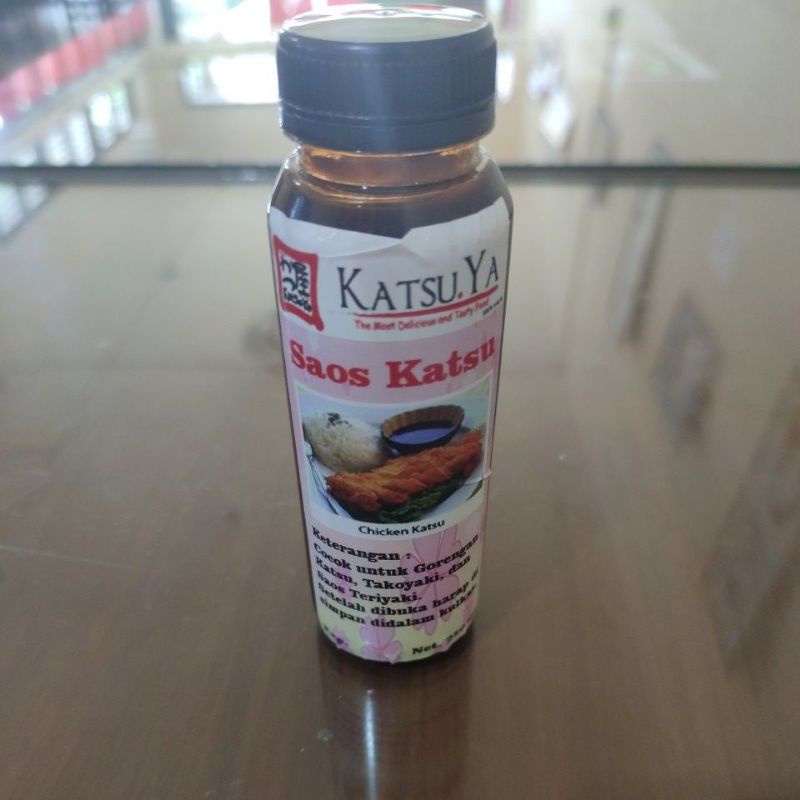 KATSU.YA
The Most Delicious and Tasty Food
Saos Katsu
Chicken Katsu
Keterangan :
Cocok untuk Gorengan
Katsu, Takoyaki, dan
Saos Teriyaki.
Setelah dibuka harap di
simpan didalam kulkas
Net.